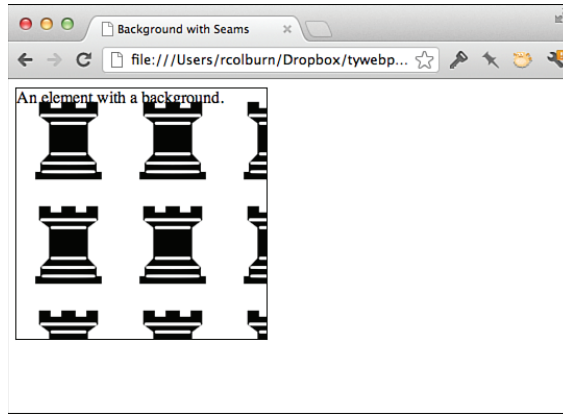 Background with Seams
file:///Users/rcolburn/Dropbox/tywebp...
An element with a background.